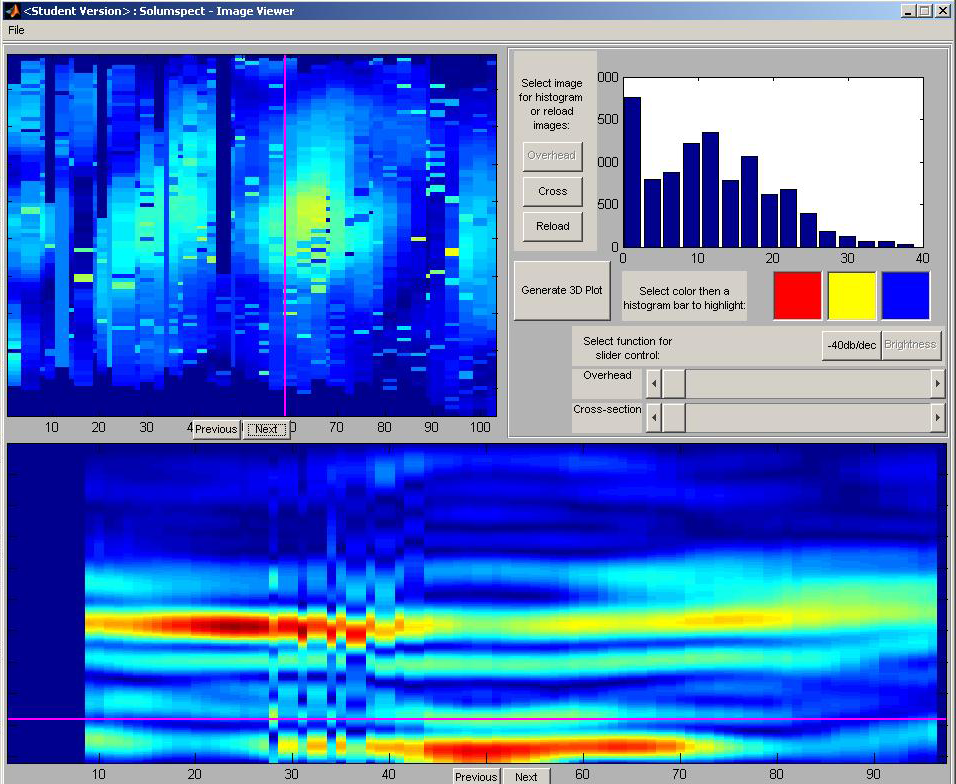 <Student Version> : Solumspect - Image Viewer
File
Select image
for histogram
or reload
images:
Overhead
Cross
Reload
Generate 3D Plot
000
500
000
500
0
0 10 20 30 40
Select color then a
histogram bar to highlight:
Select function for
slider control:
-40db/dec
Brightness
Overhead
Cross-section
10 20 30 4 0 70 80 90 100
Previous Next
10 20 30 40 60 70 80 90
Previous Next